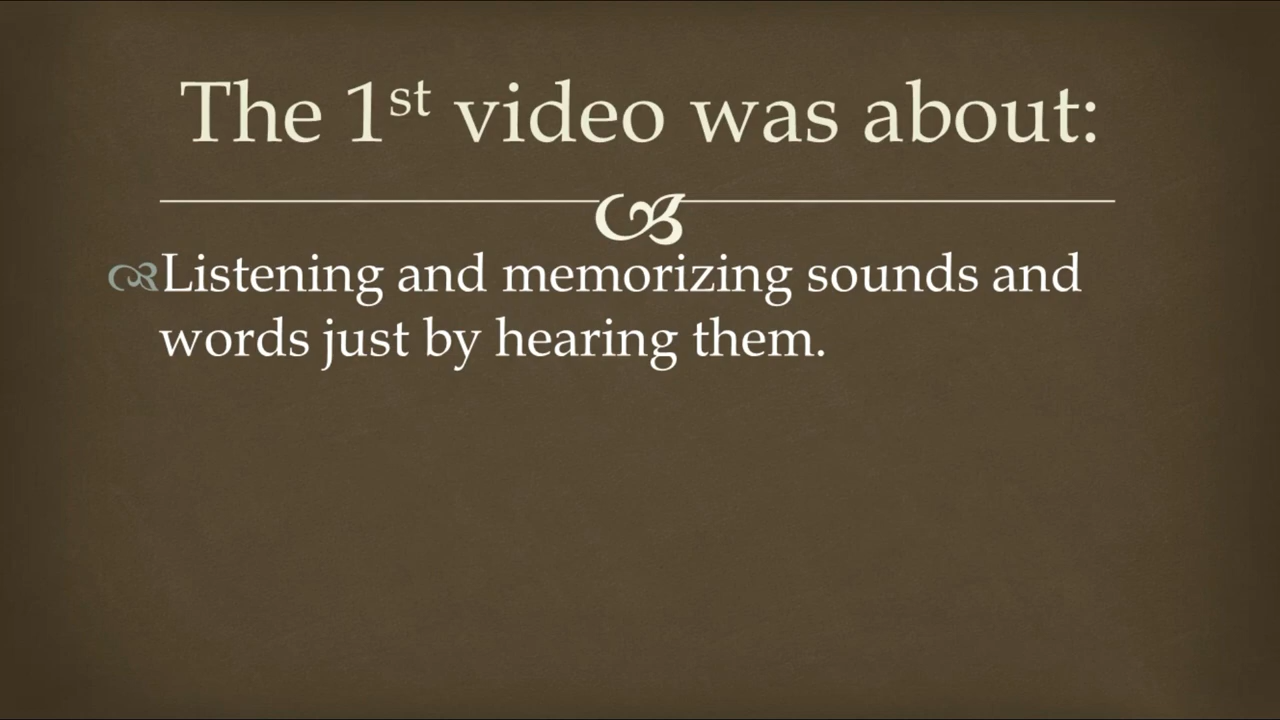 The 1st video was about:
Listening and memorizing sounds and
words just by hearing them.